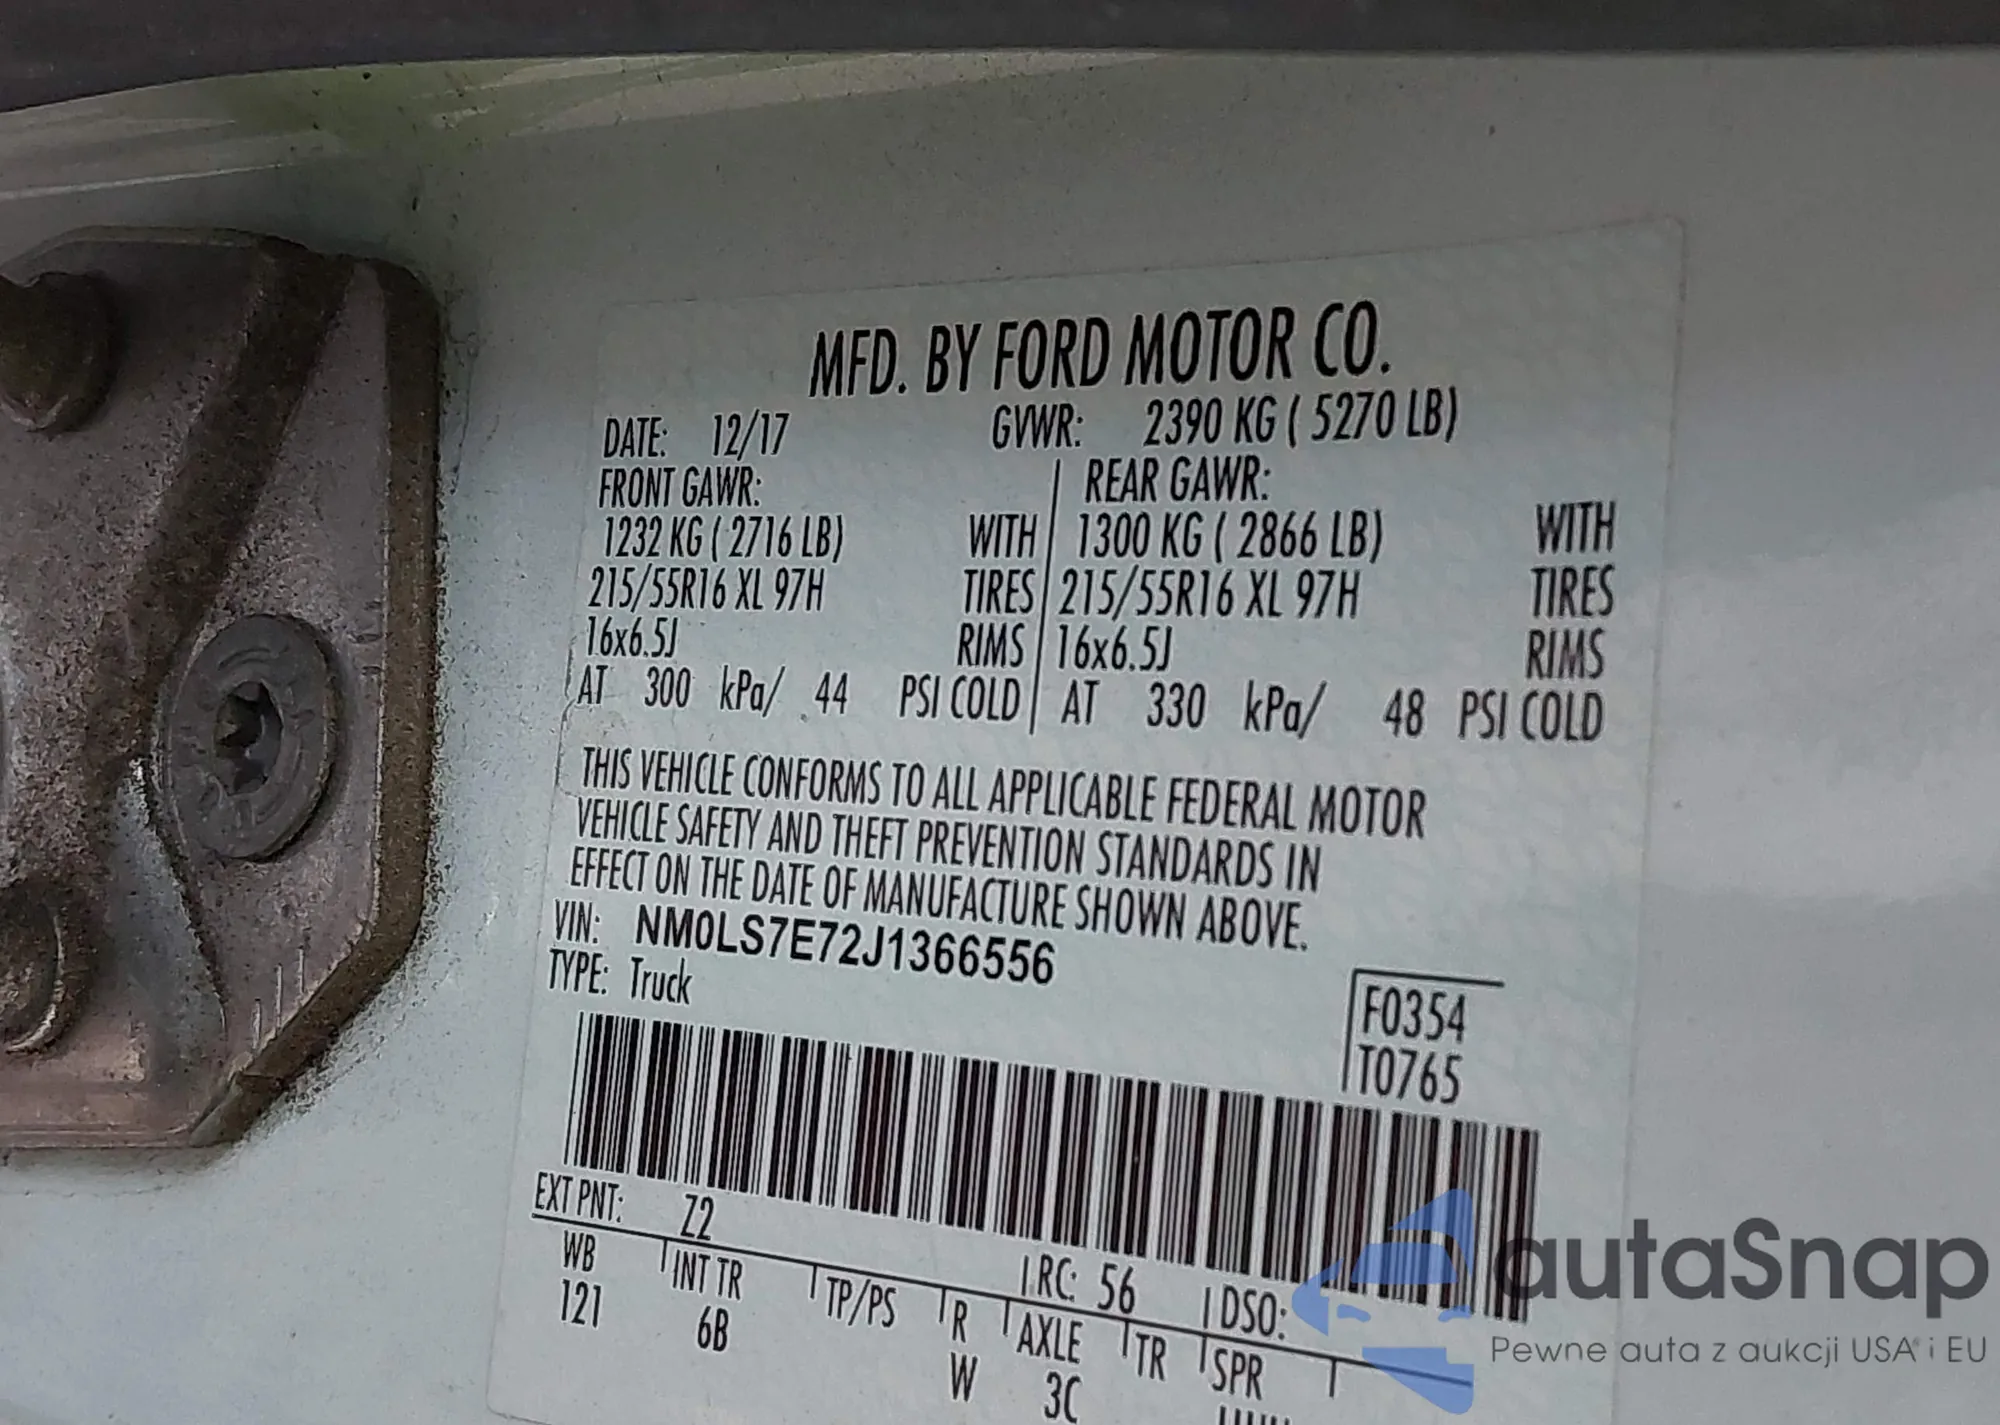 MFD. BY FORD MOTOR CO.
DATE: 12/17 GVWR: 2390 KG ( 5270 LB)
FRONT GAWR: REAR GAWR:
1232 KG ( 2716 LB) WITH 1300 KG ( 2866 LB) WITH
215/55R16 XL 97H TIRES 215/55R16 XL 97H TIRES
16x6.5J RIMS 16x6.5J RIMS
AT 300 kPa/ 44 PSI COLD AT 330 kPa/ 48 PSI COLD
THIS VEHICLE CONFORMS TO ALL APPLICABLE FEDERAL MOTOR
VEHICLE SAFETY AND THEFT PREVENTION STANDARDS IN
EFFECT ON THE DATE OF MANUFACTURE SHOWN ABOVE.
VIN: NM0LS7E72J1366556
TYPE: Truck
F0354
T0765
EXT PNT: Z2 RC: 56 DSO:
WB INT TR TP/PS R AXLE TR SPR
121 6B W 3C
autaSnap
Pewne auta z aukcji USA i EU